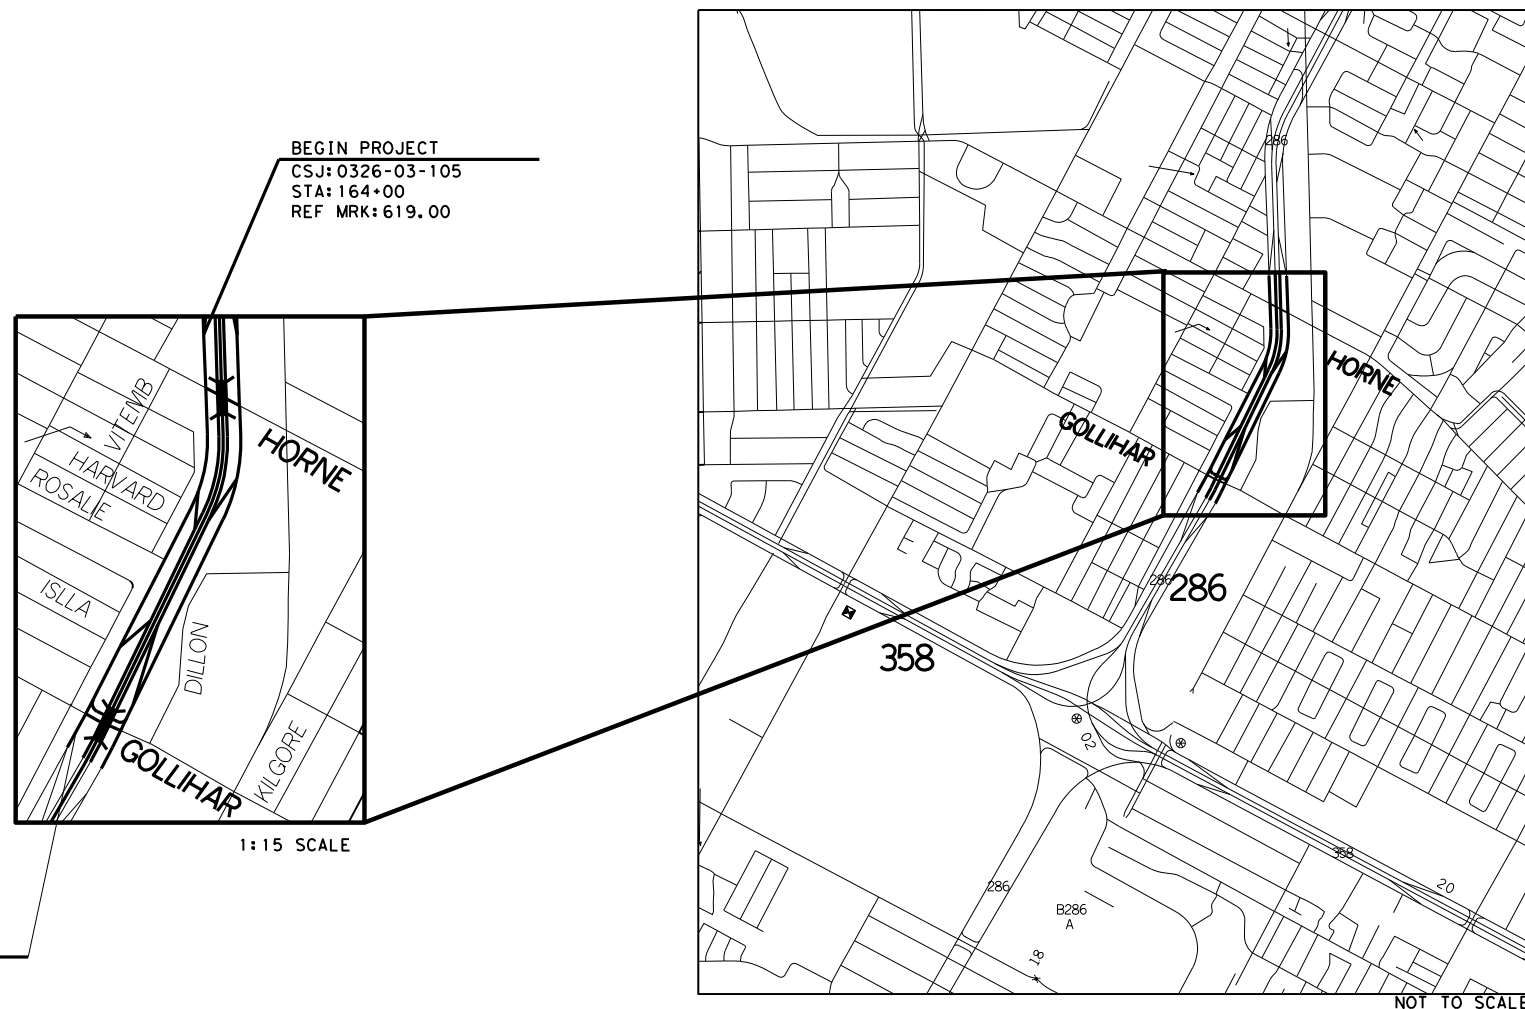 BEGIN PROJECT
CSJ:0326-03-105
STA:164+00
REF MRK:619.00
286
HORNE
GOLLIHAR
VITEMB
HARVARD
ROSALIE
HORNE
ISLLA
DILLON
KILGORE
GOLLIHAR
1:15 SCALE
286
286
358
02
358
20
286
B286
A
18
NOT TO SCALE